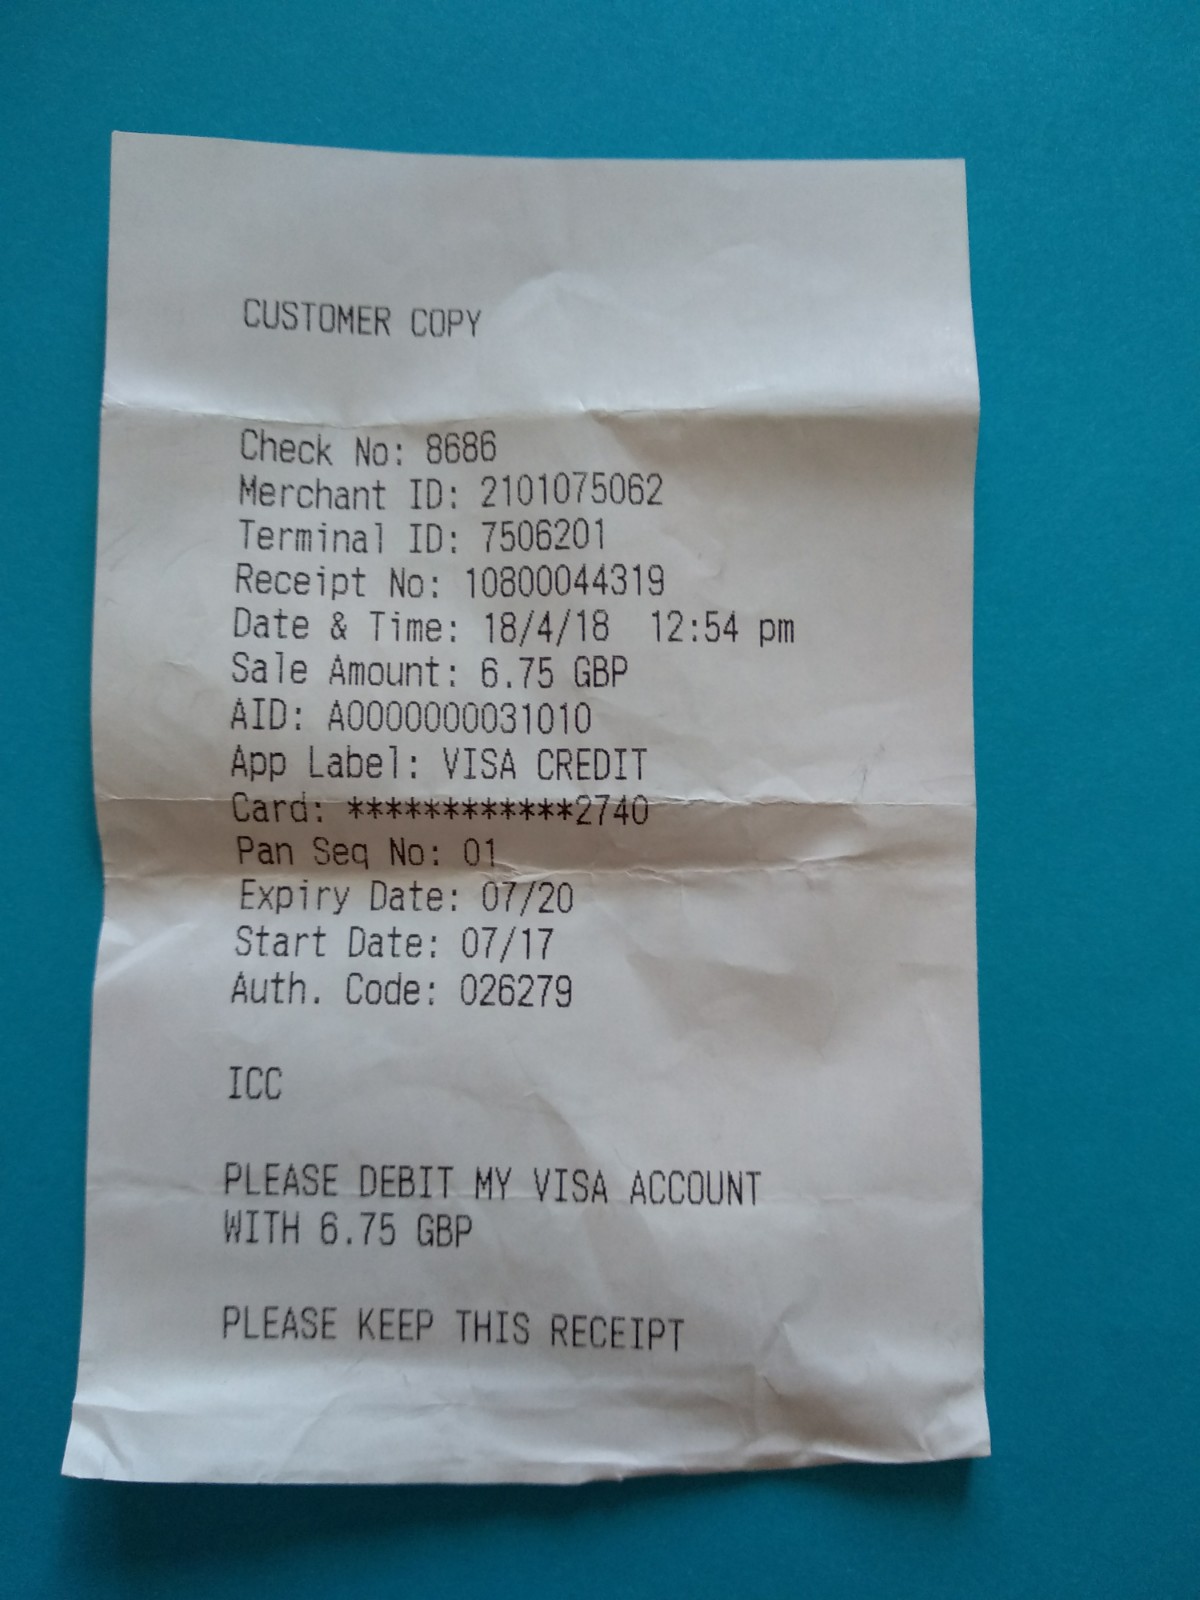 CUSTOMER COPY
Check No: 8686
Merchant ID: 2101075062
Terminal ID: 7506201
Receipt No: 10800044319
Date & Time: 18/4/18  12:54 pm
Sale Amount: 6.75 GBP
AID: A0000000031010
App Label: VISA CREDIT
Card: ************2740
Pan Seq No: 01
Expiry Date: 07/20
Start Date: 07/17
Auth. Code: 026279
ICC
PLEASE DEBIT MY VISA ACCOUNT
WITH 6.75 GBP
PLEASE KEEP THIS RECEIPT